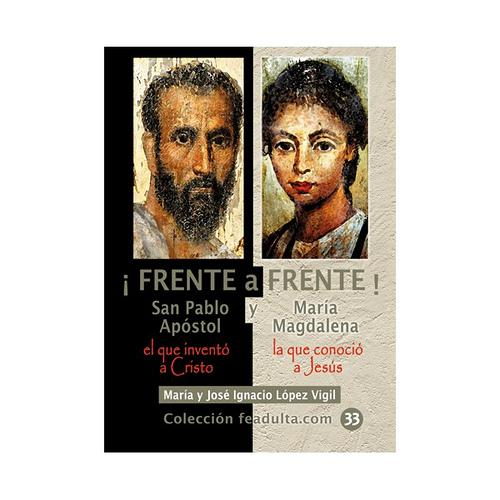 ¡ FRENTE a FRENTE !
San Pablo y María
Apóstol Magdalena
el que inventó la que conoció
a Cristo a Jesús
María y José Ignacio López Vigil
Colección feadulta.com 33